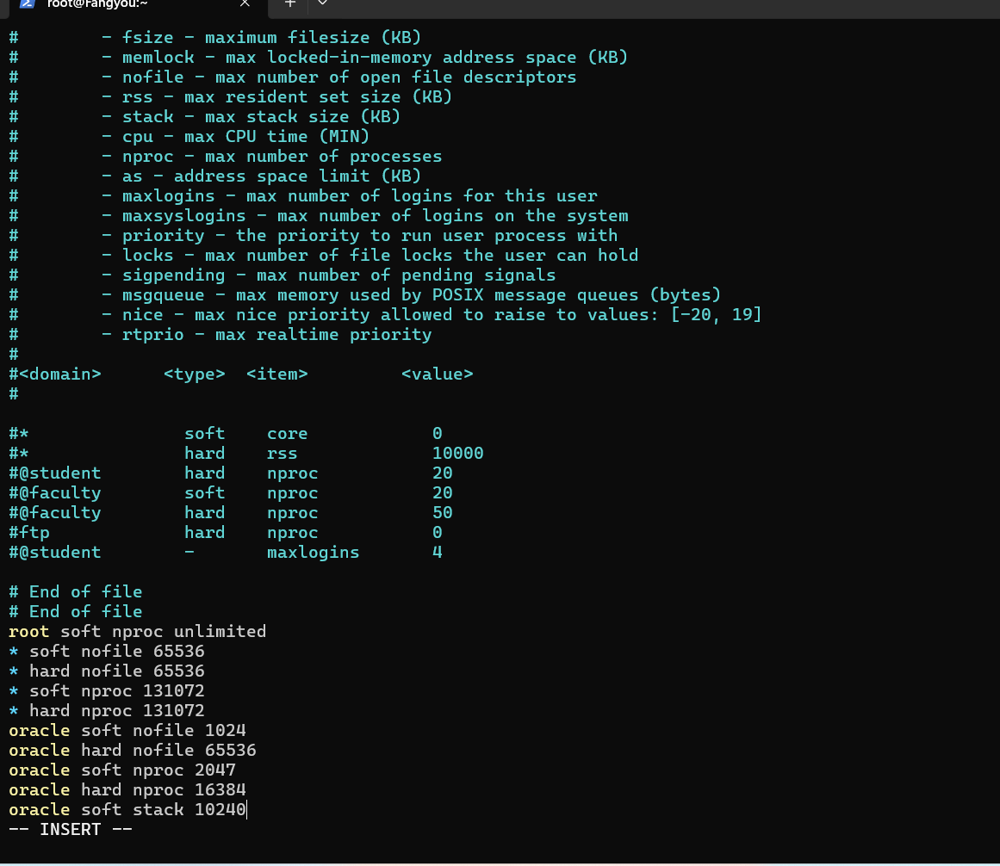 root@Fangyou:~
#        - fsize - maximum filesize (KB)
#        - memlock - max locked-in-memory address space (KB)
#        - nofile - max number of open file descriptors
#        - rss - max resident set size (KB)
#        - stack - max stack size (KB)
#        - cpu - max CPU time (MIN)
#        - nproc - max number of processes
#        - as - address space limit (KB)
#        - maxlogins - max number of logins for this user
#        - maxsyslogins - max number of logins on the system
#        - priority - the priority to run user process with
#        - locks - max number of file locks the user can hold
#        - sigpending - max number of pending signals
#        - msgqueue - max memory used by POSIX message queues (bytes)
#        - nice - max nice priority allowed to raise to values: [-20, 19]
#        - rtprio - max realtime priority
#
#<domain>      <type>  <item>         <value>
#
#*               soft    core            0
#*               hard    rss             10000
#@student        hard    nproc           20
#@faculty        soft    nproc           20
#@faculty        hard    nproc           50
#ftp             hard    nproc           0
#@student        -       maxlogins       4
# End of file
# End of file
root soft nproc unlimited
* soft nofile 65536
* hard nofile 65536
* soft nproc 131072
* hard nproc 131072
oracle soft nofile 1024
oracle hard nofile 65536
oracle soft nproc 2047
oracle hard nproc 16384
oracle soft stack 10240
-- INSERT --